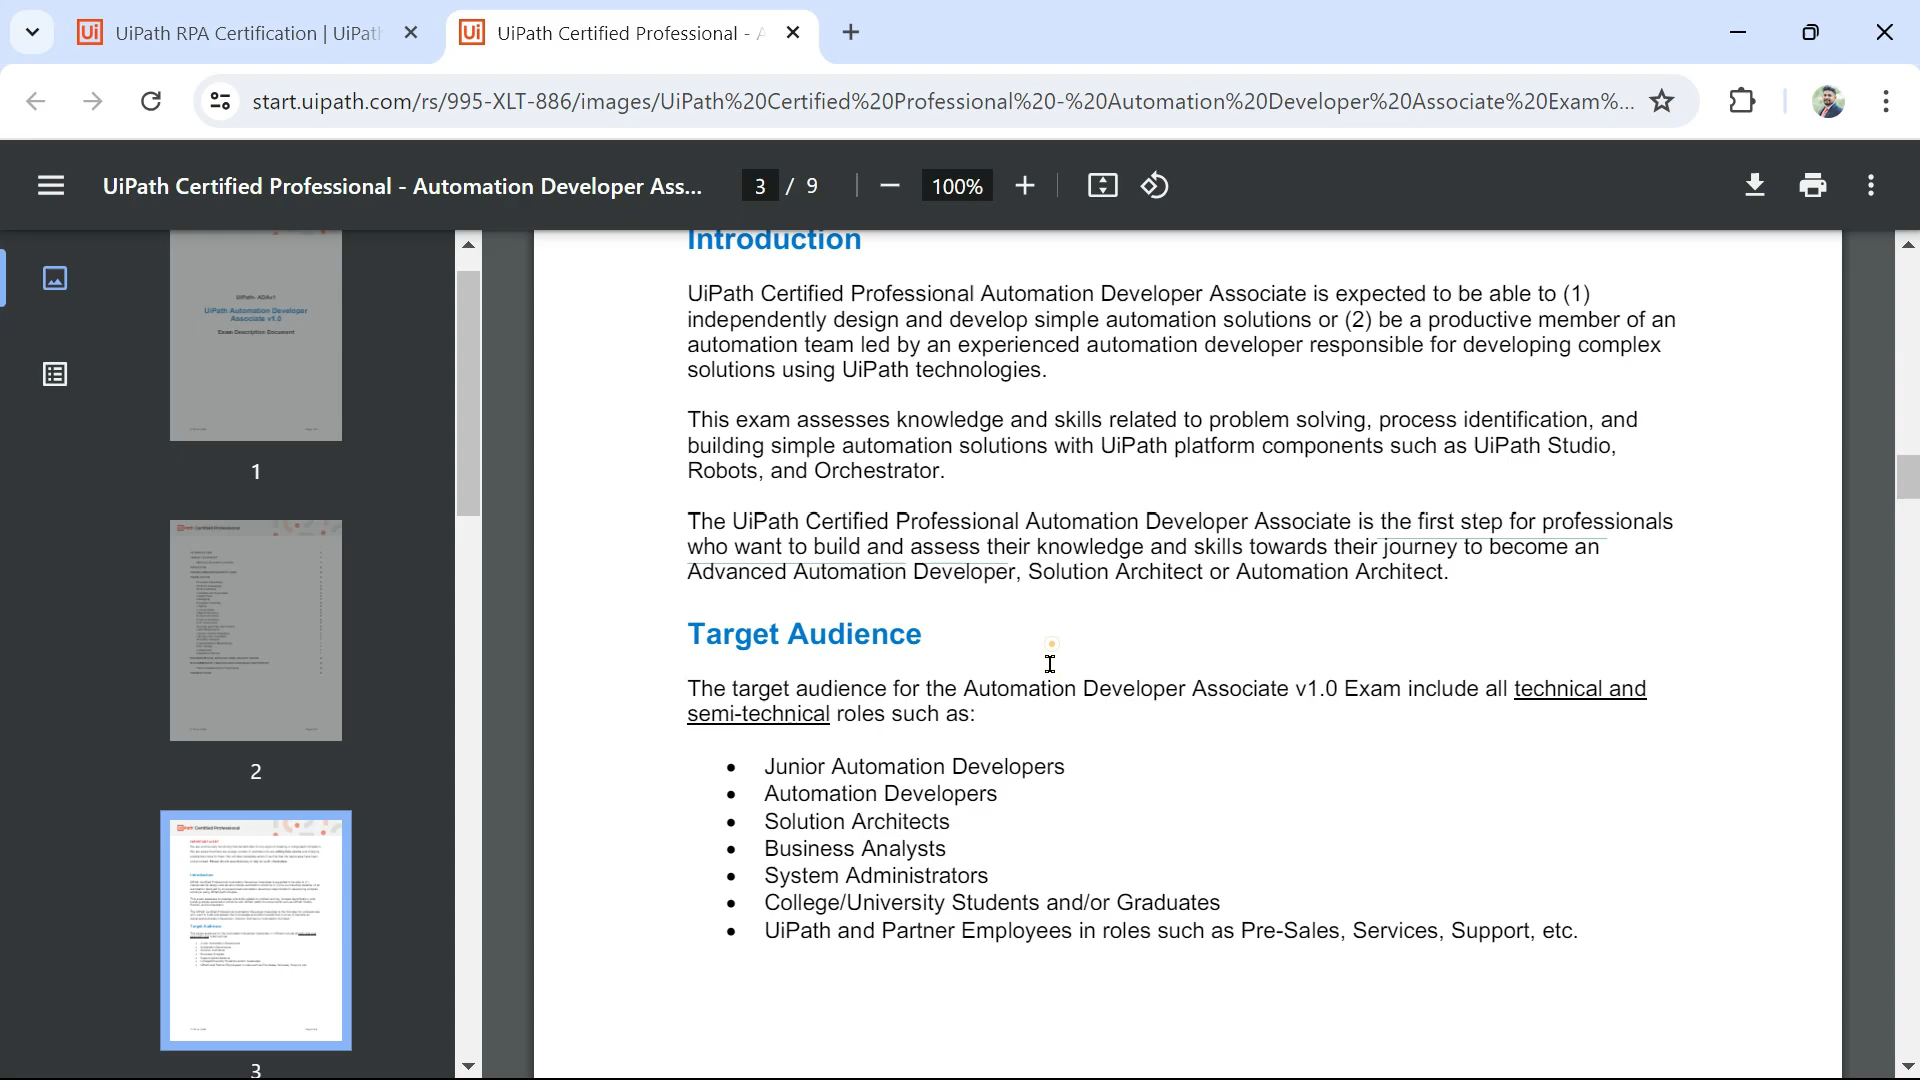 UiPath RPA Certification | UiPat
UiPath Certified Professional - A
start.uipath.com/rs/995-XLT-886/images/UiPath%20Certified%20Professional%20-%20Automation%20Developer%20Associate%20Exam%...
UiPath Certified Professional - Automation Developer Ass...
3 / 9
100%
UiPath Automation Developer
Associate v1.0
Exam Description Document
1
2
3
Introduction
UiPath Certified Professional Automation Developer Associate is expected to be able to (1)
independently design and develop simple automation solutions or (2) be a productive member of an
automation team led by an experienced automation developer responsible for developing complex
solutions using UiPath technologies.
This exam assesses knowledge and skills related to problem solving, process identification, and
building simple automation solutions with UiPath platform components such as UiPath Studio,
Robots, and Orchestrator.
The UiPath Certified Professional Automation Developer Associate is the first step for professionals
who want to build and assess their knowledge and skills towards their journey to become an
Advanced Automation Developer, Solution Architect or Automation Architect.
Target Audience
The target audience for the Automation Developer Associate v1.0 Exam include all technical and
semi-technical roles such as:
• Junior Automation Developers
• Automation Developers
• Solution Architects
• Business Analysts
• System Administrators
• College/University Students and/or Graduates
• UiPath and Partner Employees in roles such as Pre-Sales, Services, Support, etc.